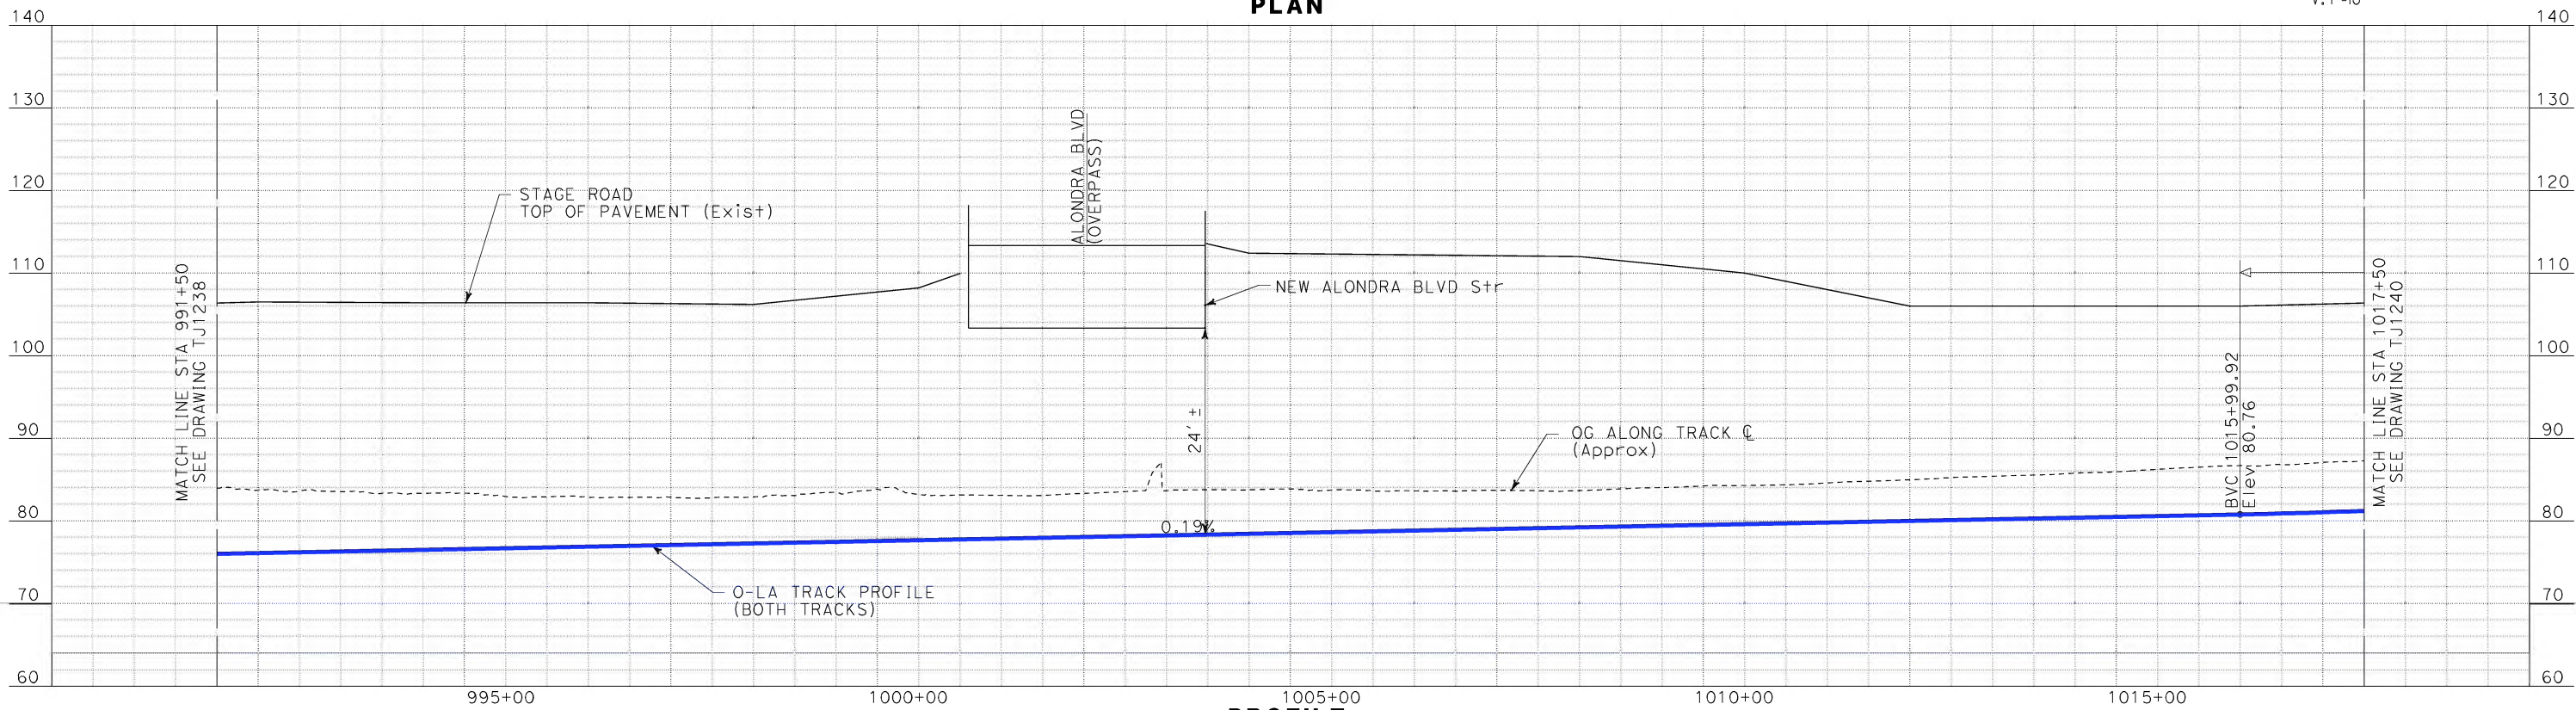 PLAN
140
140
130
130
ALONDRA BLVD
(OVERPASS)
120
120
STAGE ROAD
TOP OF PAVEMENT (Exist)
110
110
NEW ALONDRA BLVD Str
MATCH LINE STA 991+50
SEE DRAWING TJ1238
MATCH LINE STA 1017+50
SEE DRAWING TJ1240
100
100
24' ±
BVC 1015+99.92
Elev 80.76
90
90
OG ALONG TRACK ℄
(Approx)
80
80
0.19%
O-LA TRACK PROFILE
(BOTH TRACKS)
70
70
60
60
995+00
1000+00
1005+00
1010+00
1015+00